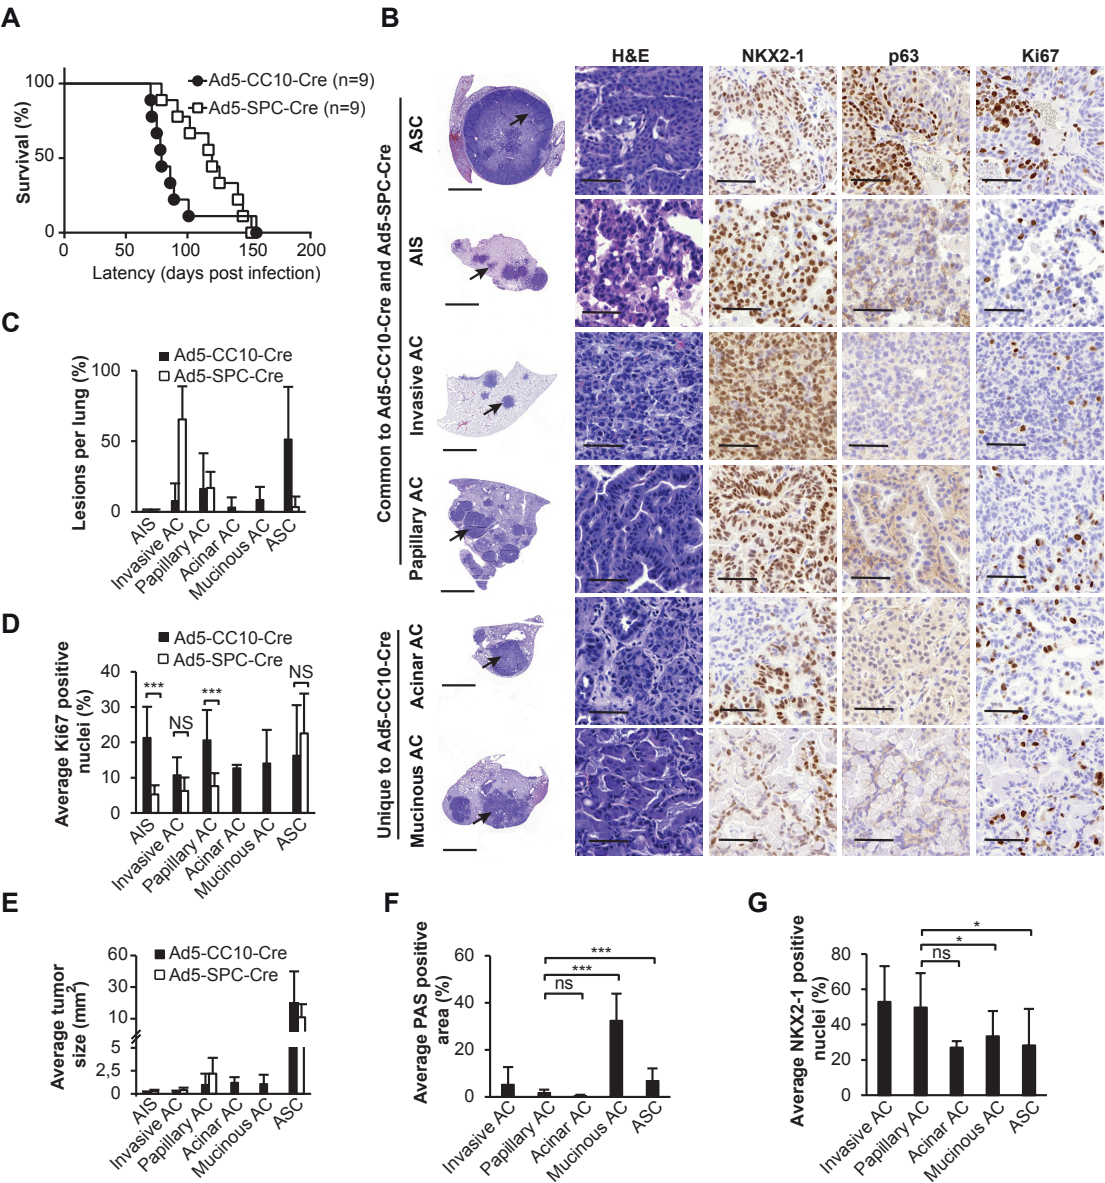 A
Survival (%)
100
50
0
0 50 100 150 200
Latency (days post infection)
Ad5-CC10-Cre (n=9)
Ad5-SPC-Cre (n=9)
B
H&E NKX2-1 p63 Ki67
Common to Ad5-CC10-Cre and Ad5-SPC-Cre
ASC
AIS
Invasive AC
Papillary AC
Unique to Ad5-CC10-Cre
Acinar AC
Mucinous AC
C
Ad5-CC10-Cre
Ad5-SPC-Cre
Lesions per lung (%)
100
50
0
AIS
Invasive AC
Papillary AC
Acinar AC
Mucinous AC
ASC
D
Ad5-CC10-Cre
Ad5-SPC-Cre
Average Ki67 positive
nuclei (%)
40
30
20
10
0
*** NS *** NS
AIS
Invasive AC
Papillary AC
Acinar AC
Mucinous AC
ASC
E
Ad5-CC10-Cre
Ad5-SPC-Cre
Average tumor
size (mm2)
60
30
10
5
2,5
0
AIS
Invasive AC
Papillary AC
Acinar AC
Mucinous AC
ASC
F
Average PAS positive
area (%)
60
40
20
0
***
***
ns
Invasive AC
Papillary AC
Acinar AC
Mucinous AC
ASC
G
Average NKX2-1 positive
nuclei (%)
80
60
40
20
0
*
*
ns
Invasive AC
Papillary AC
Acinar AC
Mucinous AC
ASC